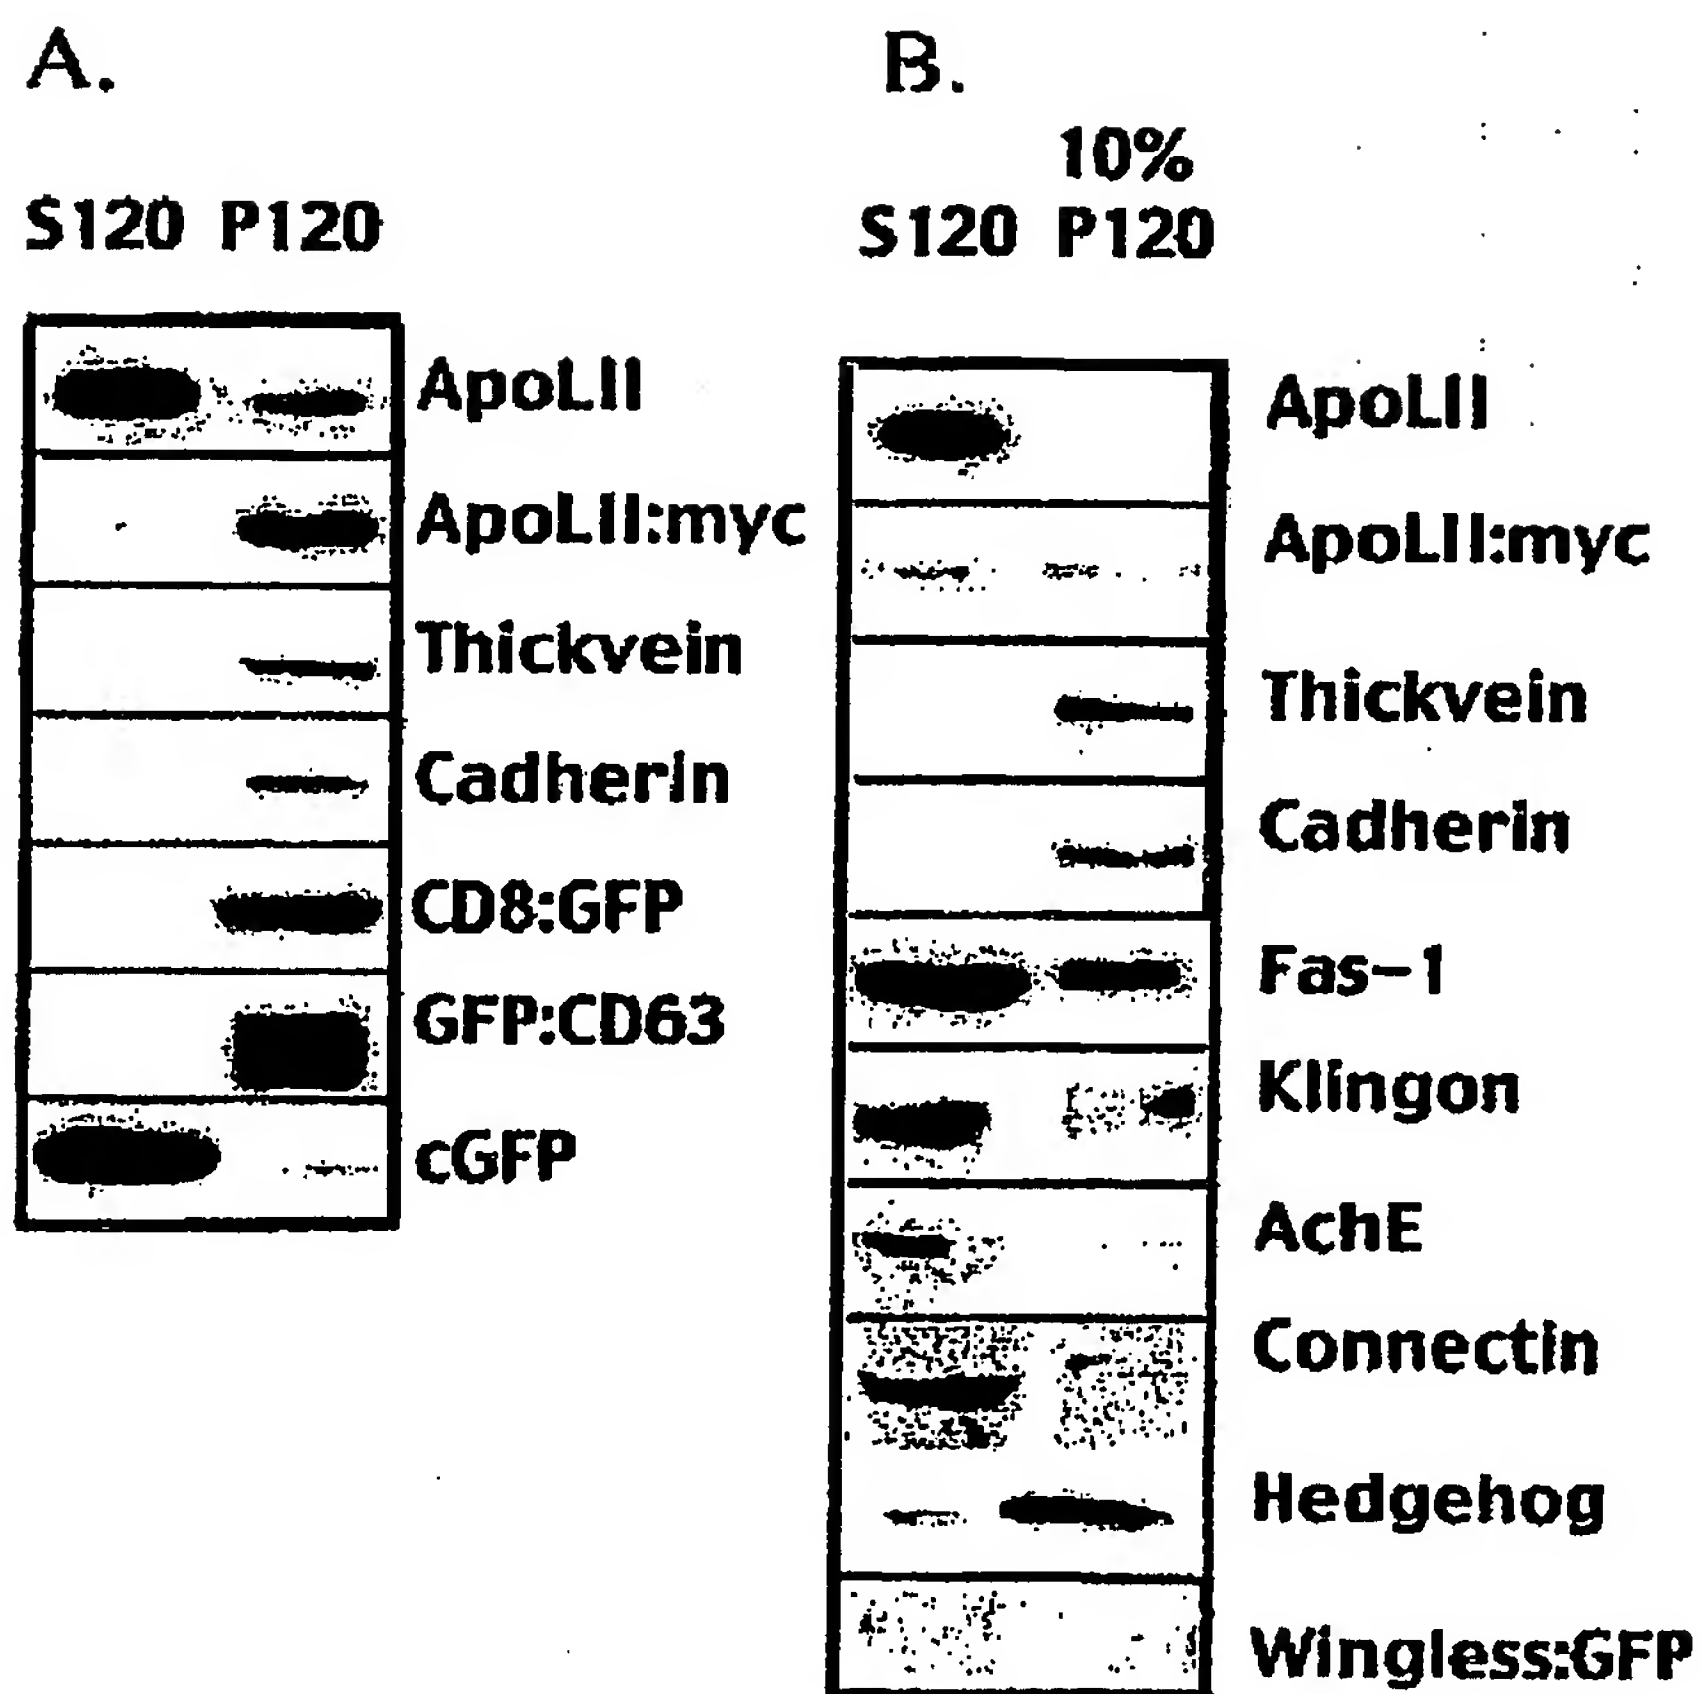 A.
S120 P120
ApoLII
ApoLII:myc
Thickvein
Cadherin
CD8:GFP
GFP:CD63
cGFP
B.
10%
S120 P120
ApoLII
ApoLII:myc
Thickvein
Cadherin
Fas-1
Klingon
AchE
Connectin
Hedgehog
Wingless:GFP